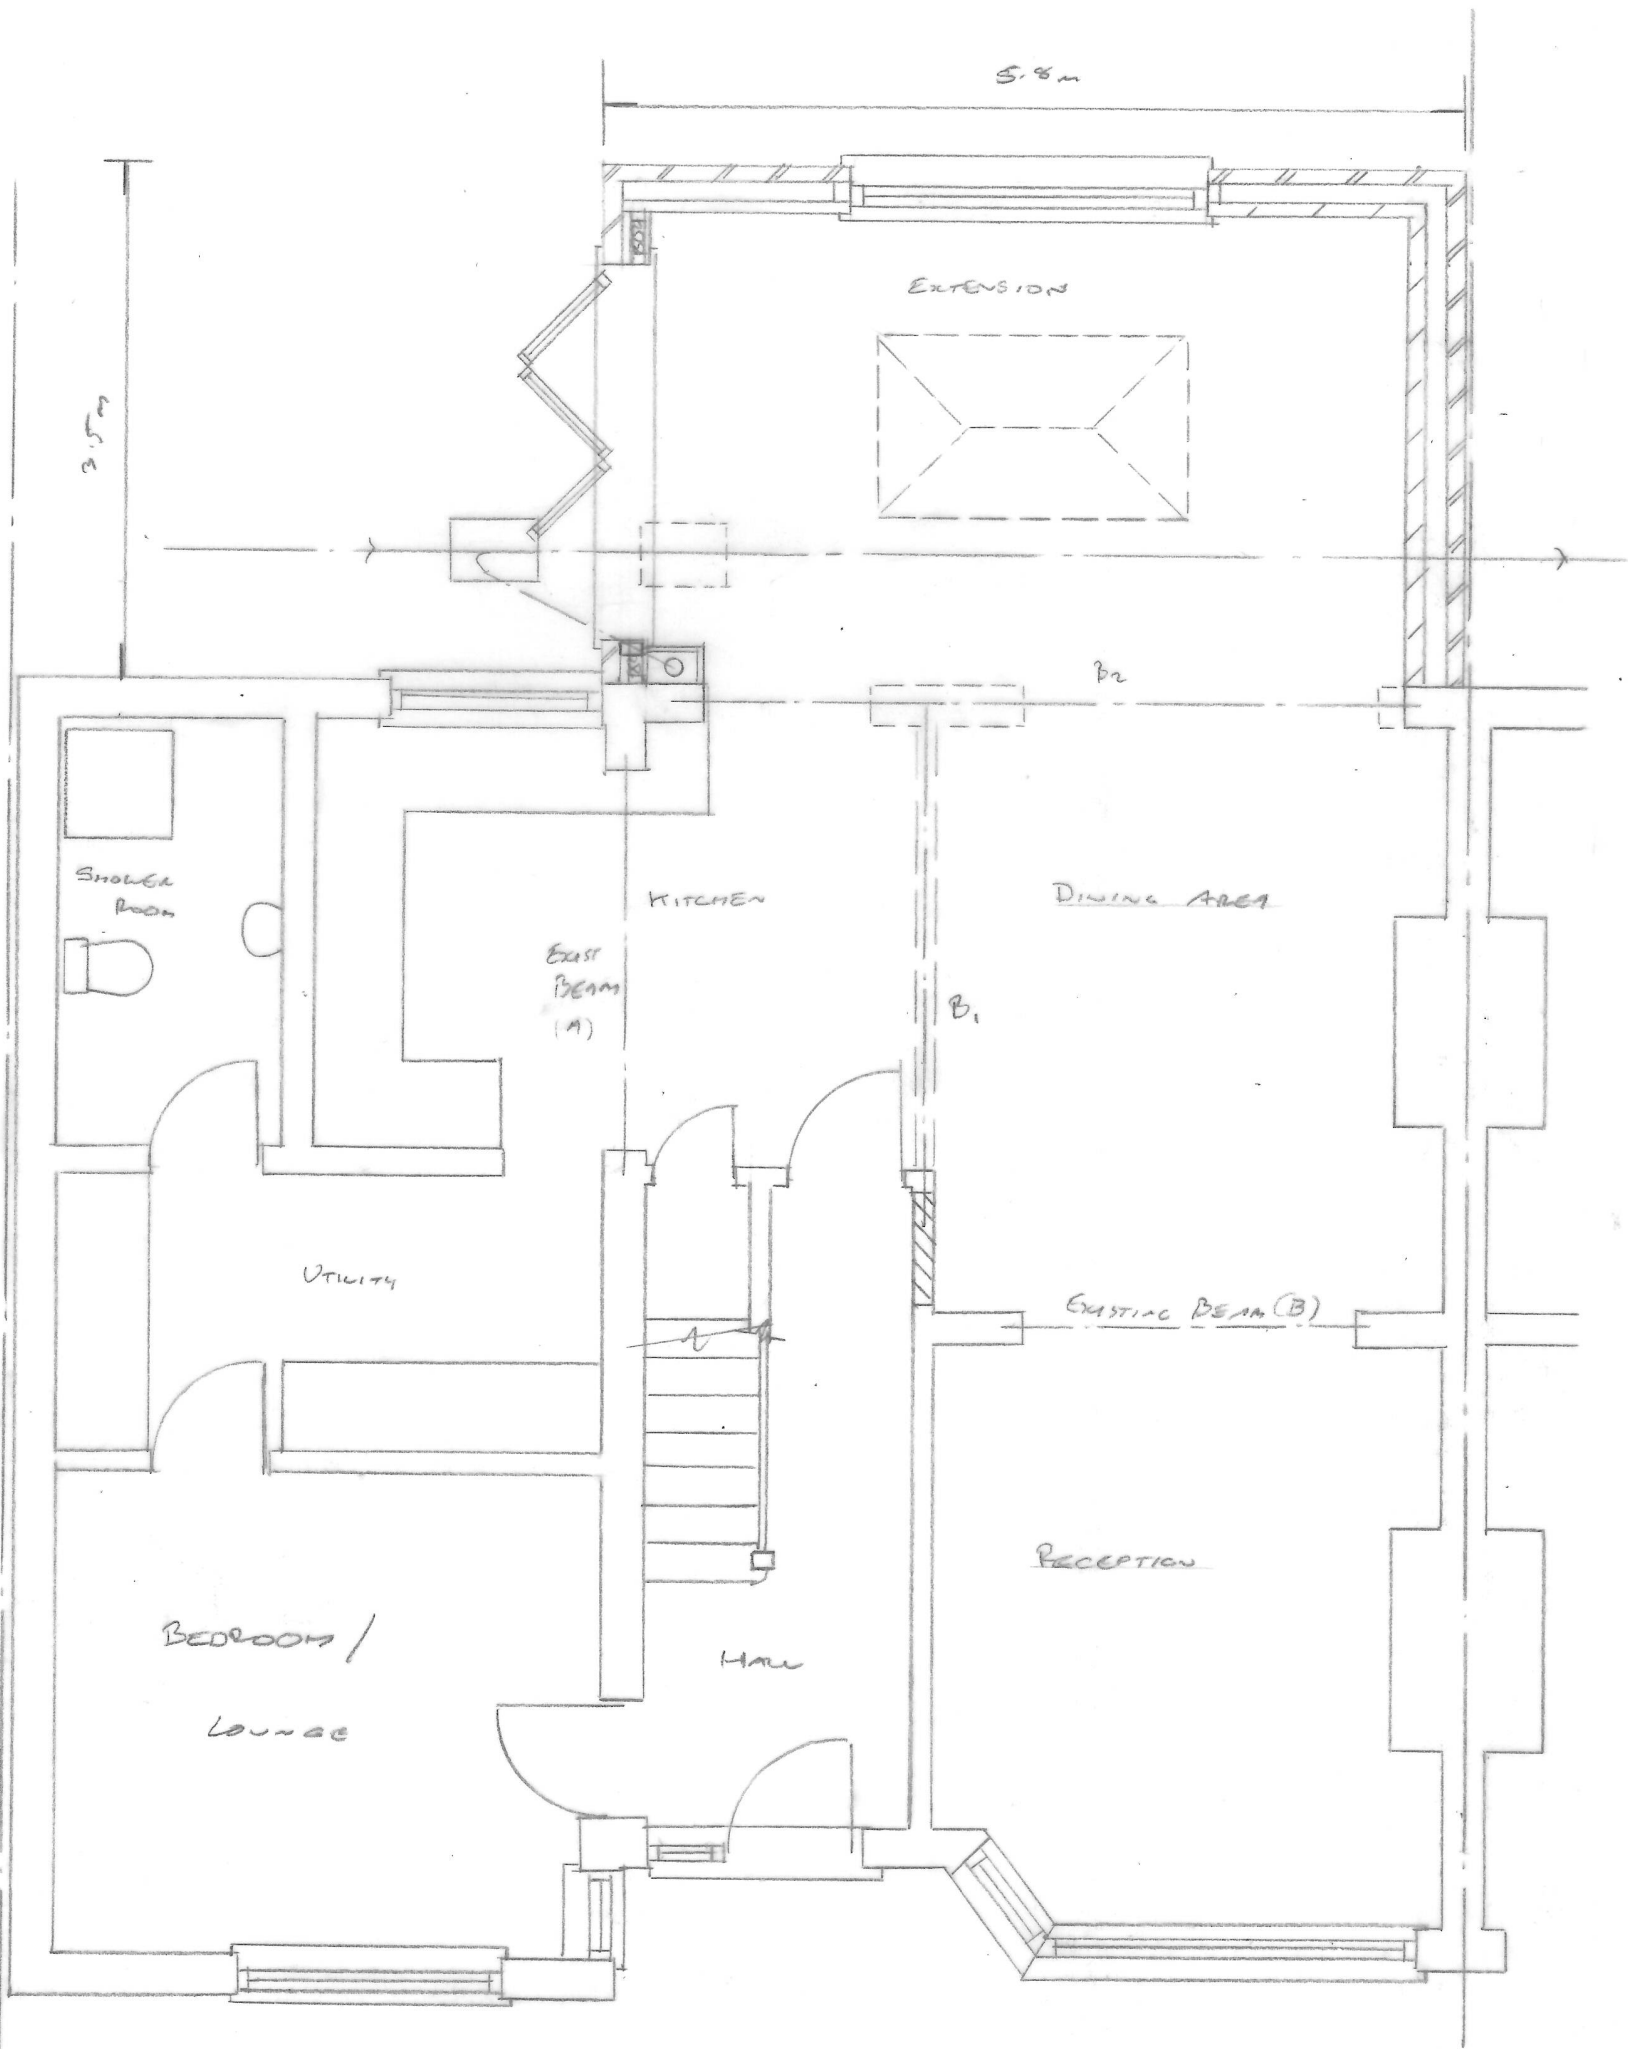 5.8m
EXTENSION
3.5m
B2
SHOWER
ROOM
KITCHEN
DINING AREA
EXIST
BEAM
(A)
B1
UTILITY
EXISTING BEAM (B)
RECEPTION
BEDROOM/
LOUNGE
HALL